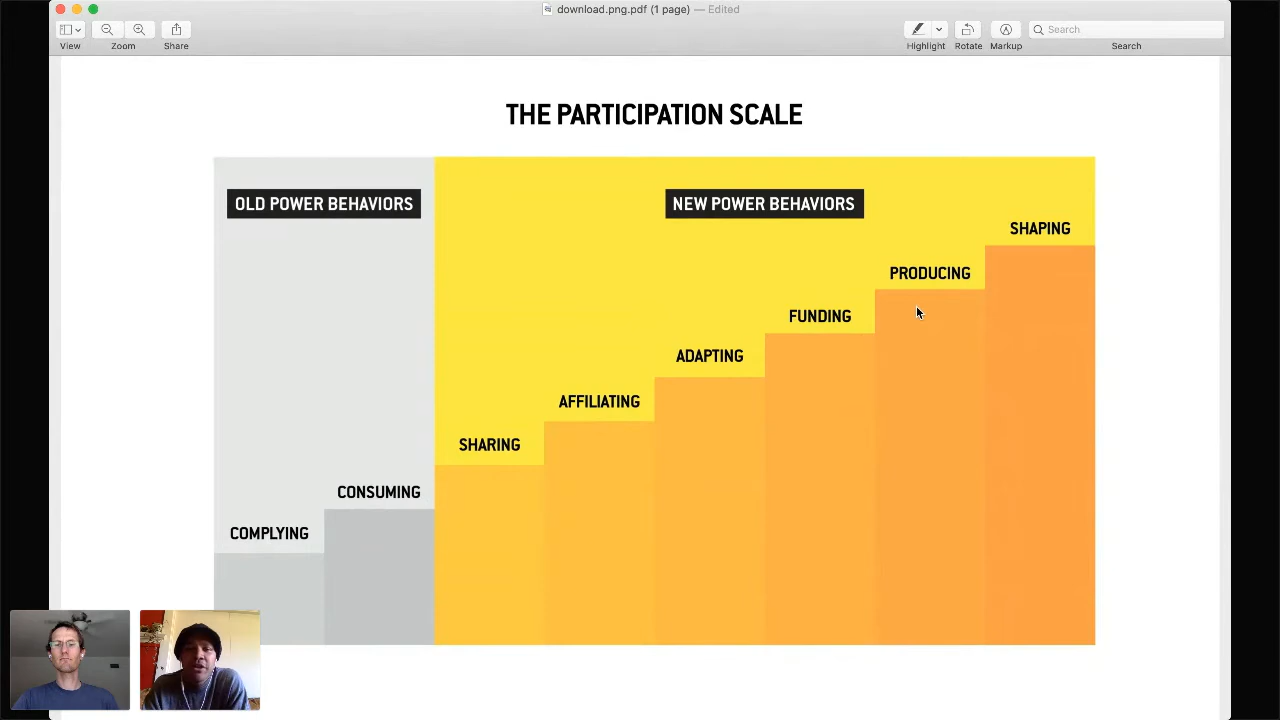 download.png.pdf (1 page) — Edited
View
Zoom
Share
Highlight
Rotate
Markup
Search
Search
THE PARTICIPATION SCALE
OLD POWER BEHAVIORS
NEW POWER BEHAVIORS
SHAPING
PRODUCING
FUNDING
ADAPTING
AFFILIATING
SHARING
CONSUMING
COMPLYING